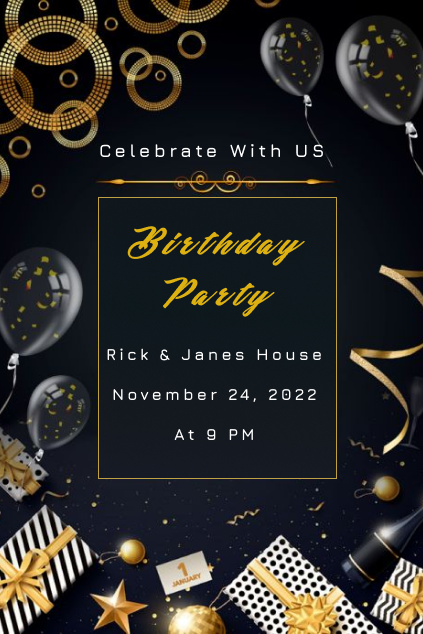 Celebrate With US
Birthday
Party
Rick & Janes House
November 24, 2022
At 9 PM
1
JANUARY